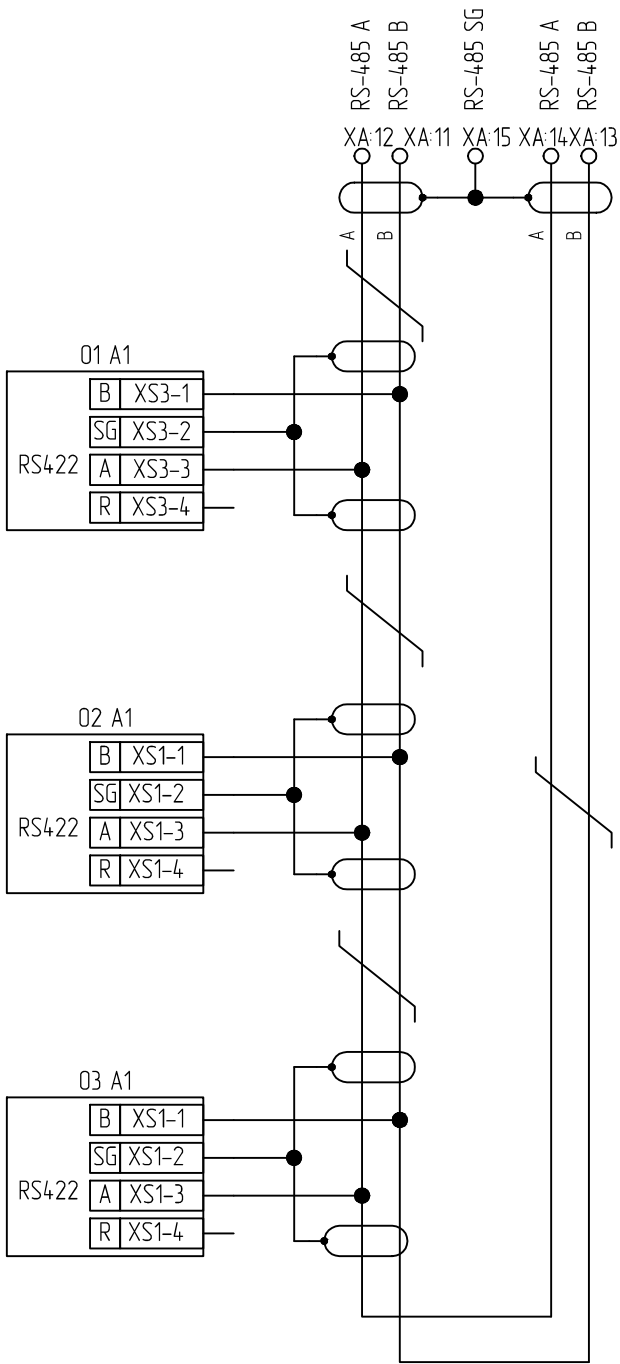 RS-485 A
RS-485 B
RS-485 SG
RS-485 A
RS-485 B
XA:12 XA:11 XA:15 XA:14 XA:13
A B A B
01 A1
RS422
B XS3-1
SG XS3-2
A XS3-3
R XS3-4
02 A1
RS422
B XS1-1
SG XS1-2
A XS1-3
R XS1-4
03 A1
RS422
B XS1-1
SG XS1-2
A XS1-3
R XS1-4